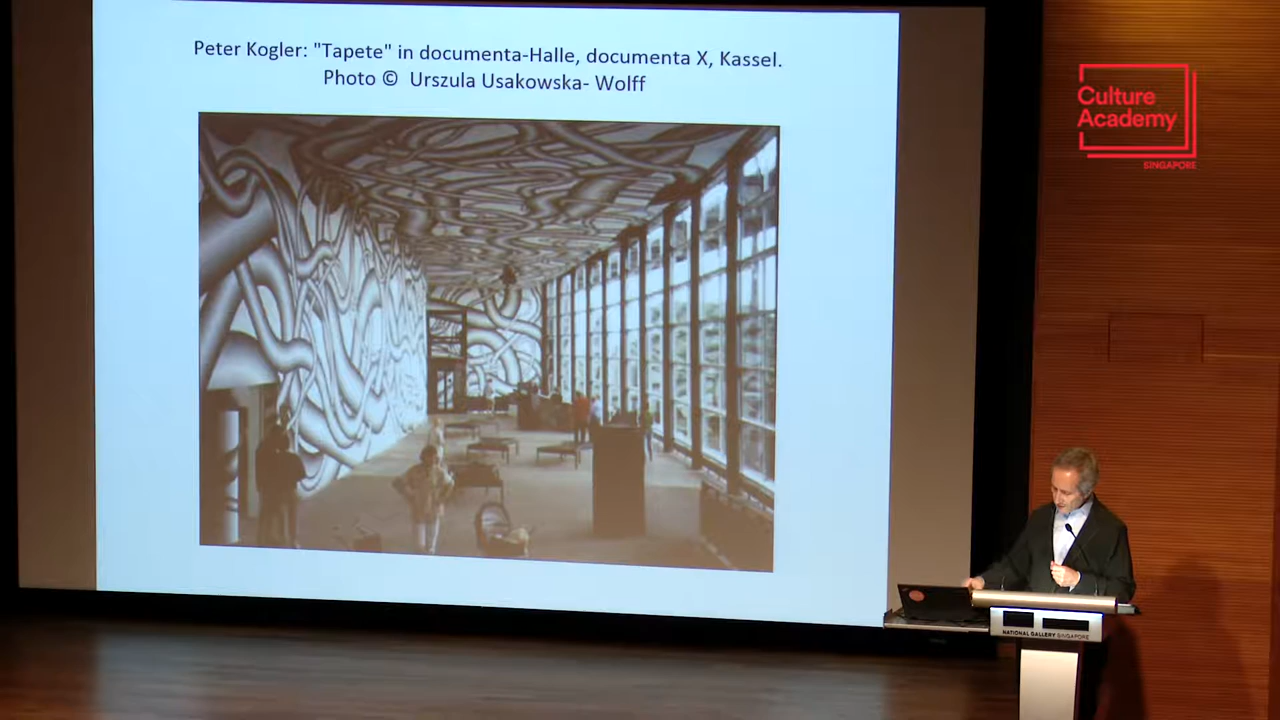 Peter Kogler: "Tapete" in documenta-Halle, documenta X, Kassel.
Photo © Urszula Usakowska- Wolff
Culture
Academy
SINGAPORE
NATIONAL GALLERY SINGAPORE